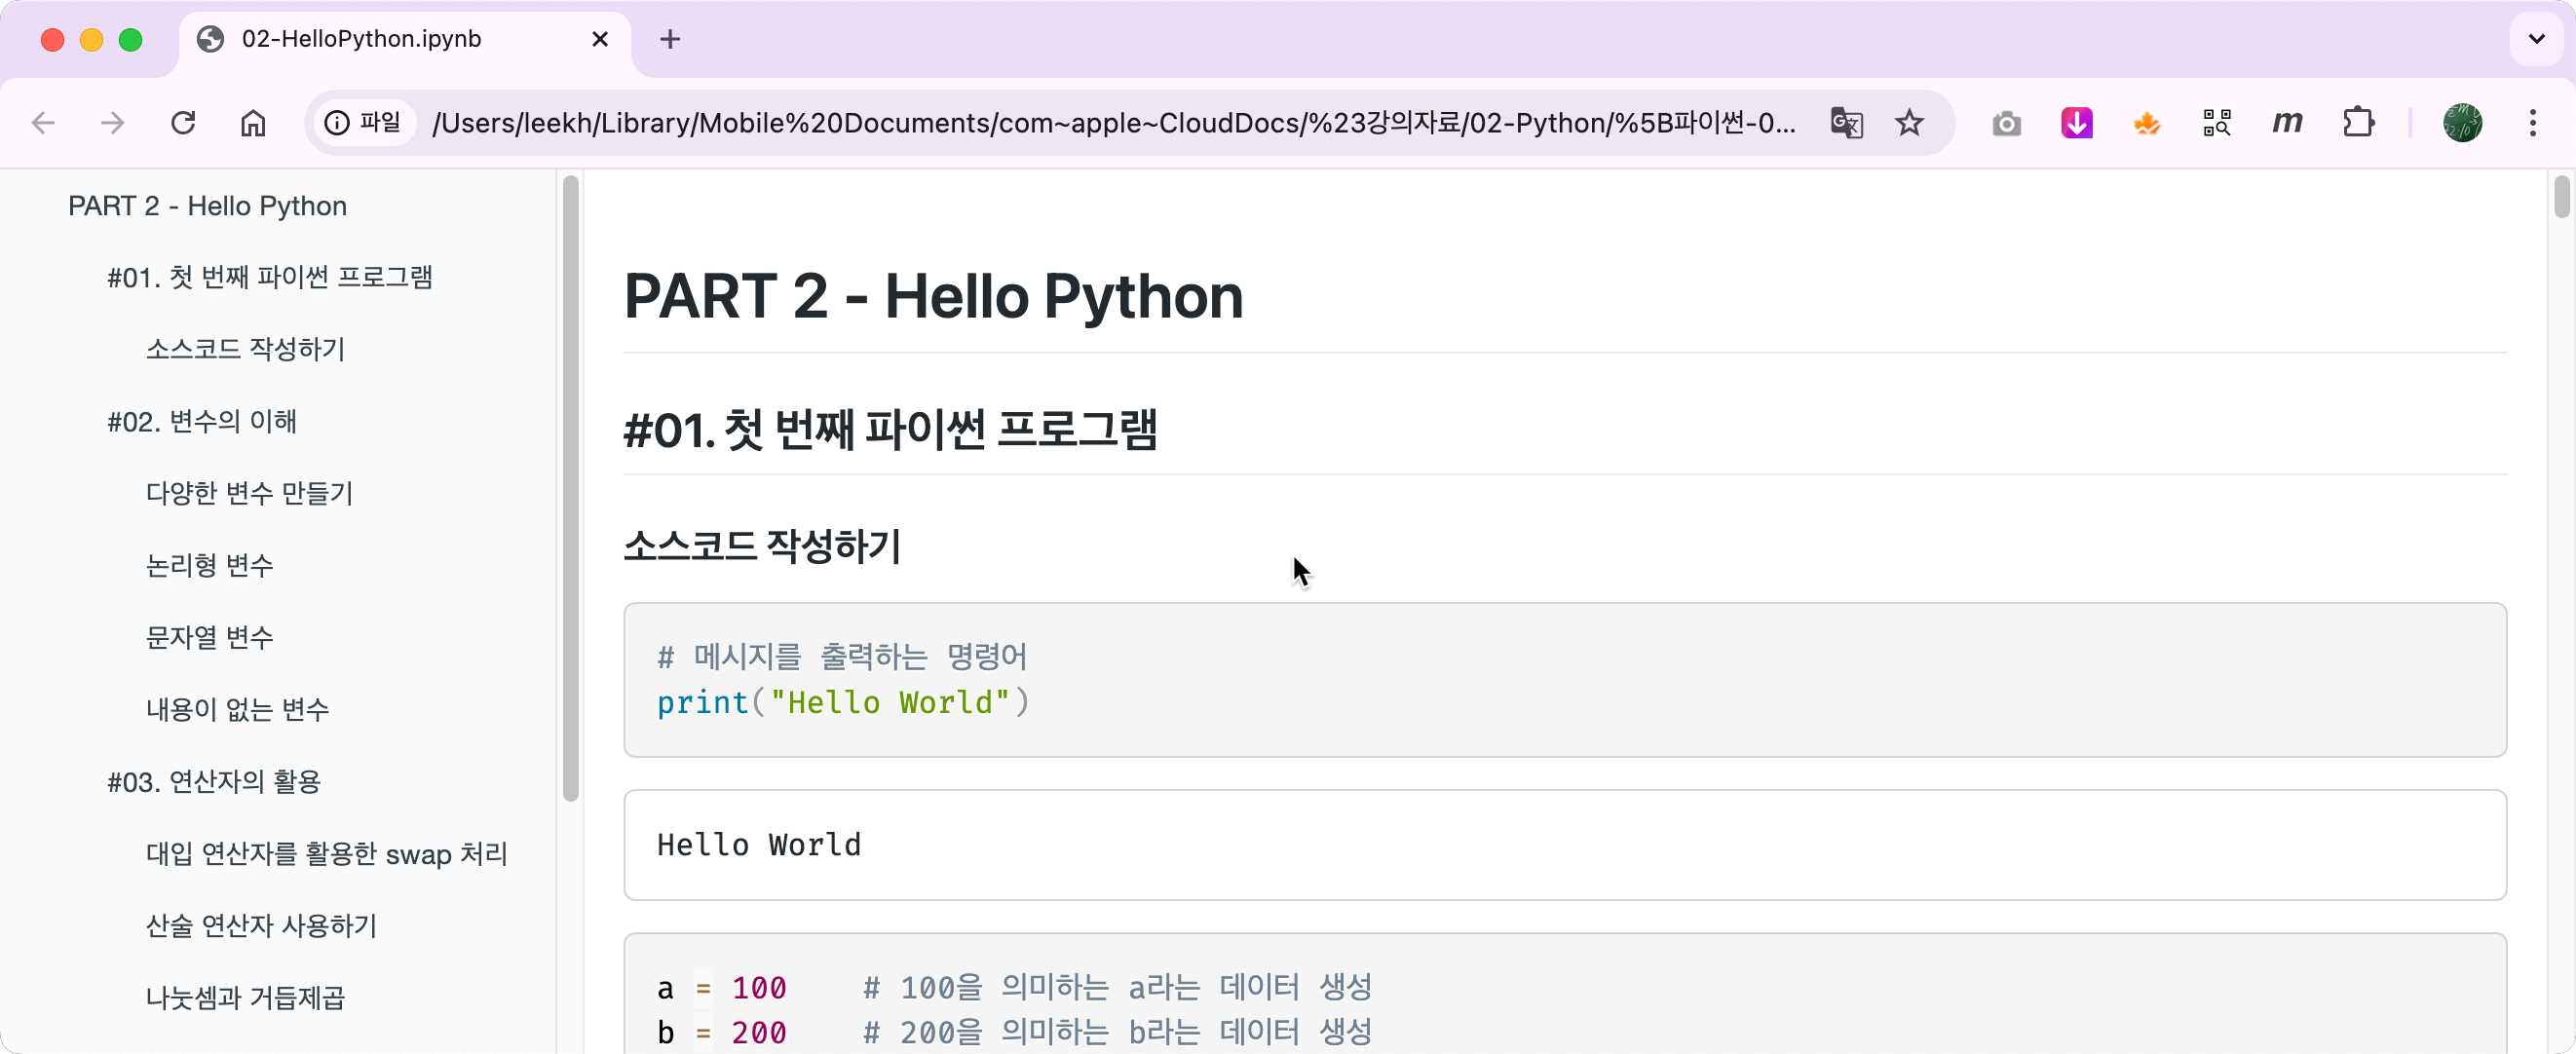 02-HelloPython.ipynb
파일 /Users/leekh/Library/Mobile%20Documents/com~apple~CloudDocs/%23강의자료/02-Python/%5B파이썬-0...
PART 2 - Hello Python
#01. 첫 번째 파이썬 프로그램
소스코드 작성하기
#02. 변수의 이해
다양한 변수 만들기
논리형 변수
문자열 변수
내용이 없는 변수
#03. 연산자의 활용
대입 연산자를 활용한 swap 처리
산술 연산자 사용하기
나눗셈과 거듭제곱
PART 2 - Hello Python
#01. 첫 번째 파이썬 프로그램
소스코드 작성하기
# 메시지를 출력하는 명령어
print("Hello World")
Hello World
a = 100    # 100을 의미하는 a라는 데이터 생성
b = 200    # 200을 의미하는 b라는 데이터 생성